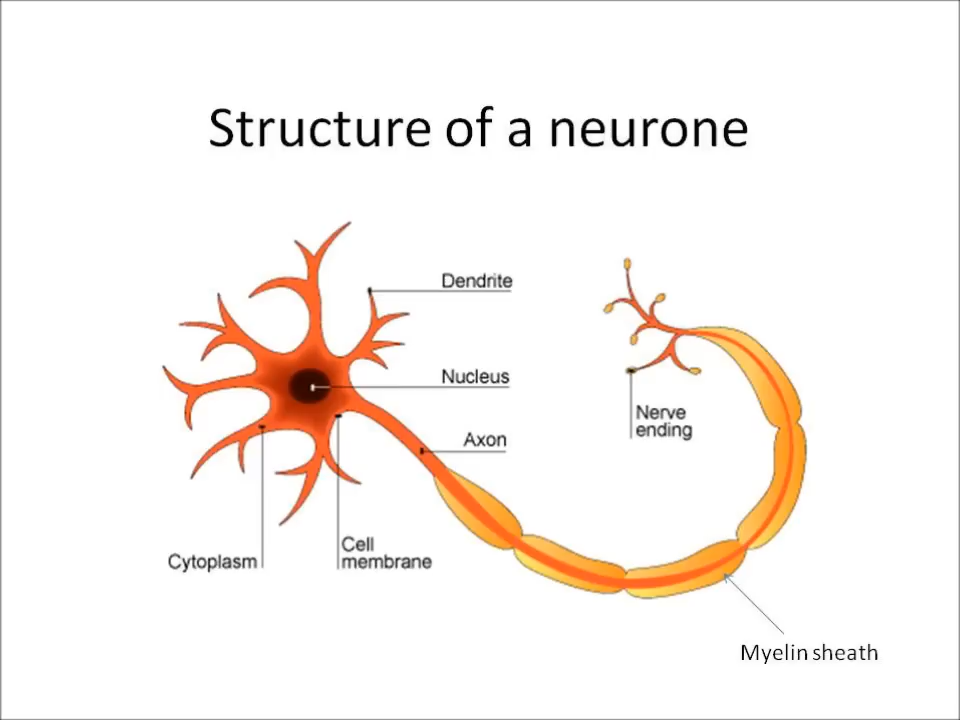 Structure of a neurone
Dendrite
Nucleus
Axon
Nerve
ending
Cytoplasm
Cell
membrane
Myelin sheath